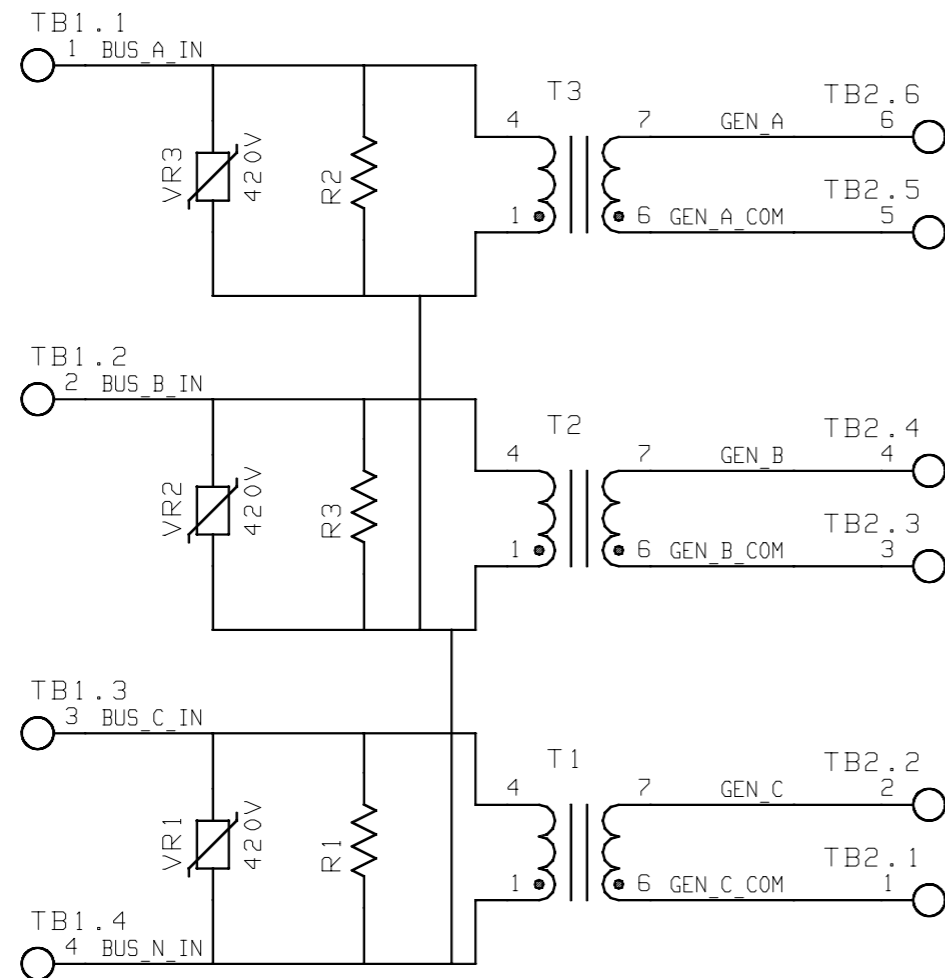 TB1.1
1 BUS_A_IN
T3
TB2.6
4 7 GEN_A 6
VR3 420V R2
TB2.5
1 6 GEN_A_COM 5
TB1.2
2 BUS_B_IN
T2
TB2.4
4 7 GEN_B 4
VR2 420V R3
TB2.3
1 6 GEN_B_COM 3
TB1.3
3 BUS_C_IN
T1
TB2.2
4 7 GEN_C 2
VR1 420V R1
TB2.1
1 6 GEN_C_COM 1
TB1.4
4 BUS_N_IN